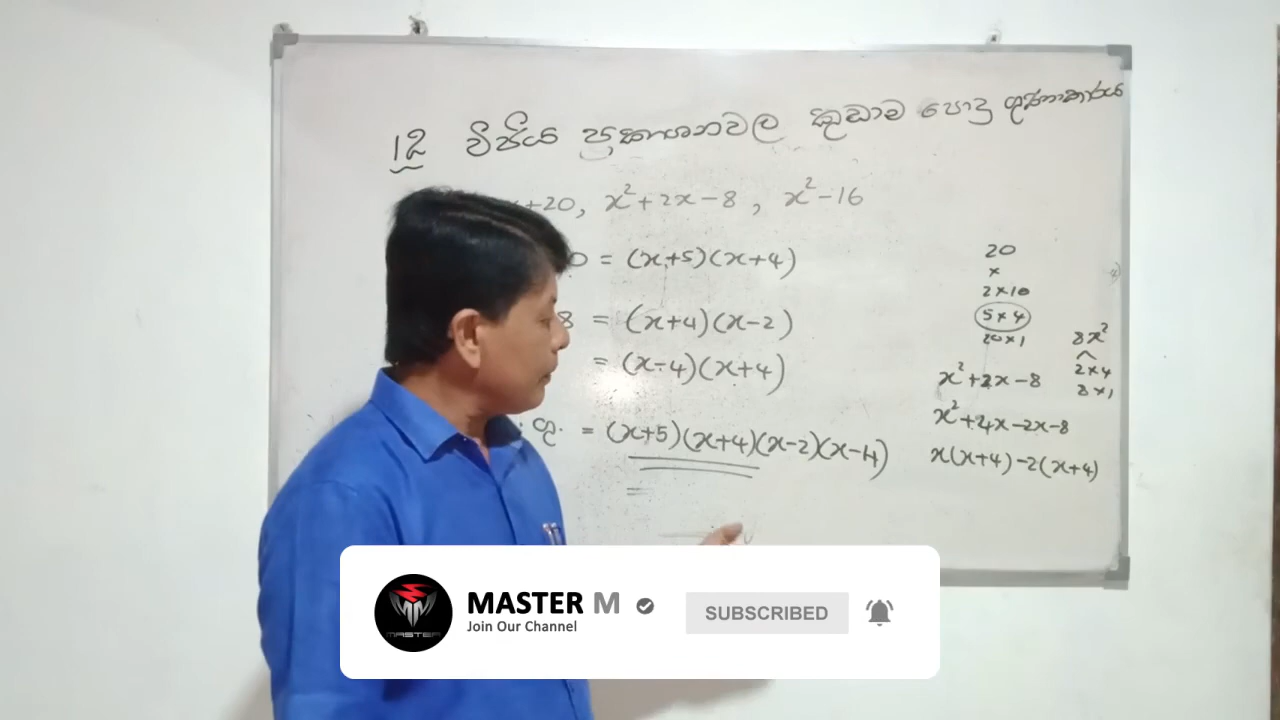 12 වීජීය ප්‍රකාශනවල කුඩාම පොදු ගුණාකාරය
x+20, x²+2x-8, x²-16
0 = (x+5)(x+4)
8 = (x+4)(x-2)
= (x-4)(x+4)
ගු. = (x+5)(x+4)(x-2)(x-4)
=
20
x
2×10
5×4
20×1
8x²
2×4
8×1
x²+2x-8
x²+4x-2x-8
x(x+4)-2(x+4)
MASTER M
Join Our Channel
SUBSCRIBED
MASTER